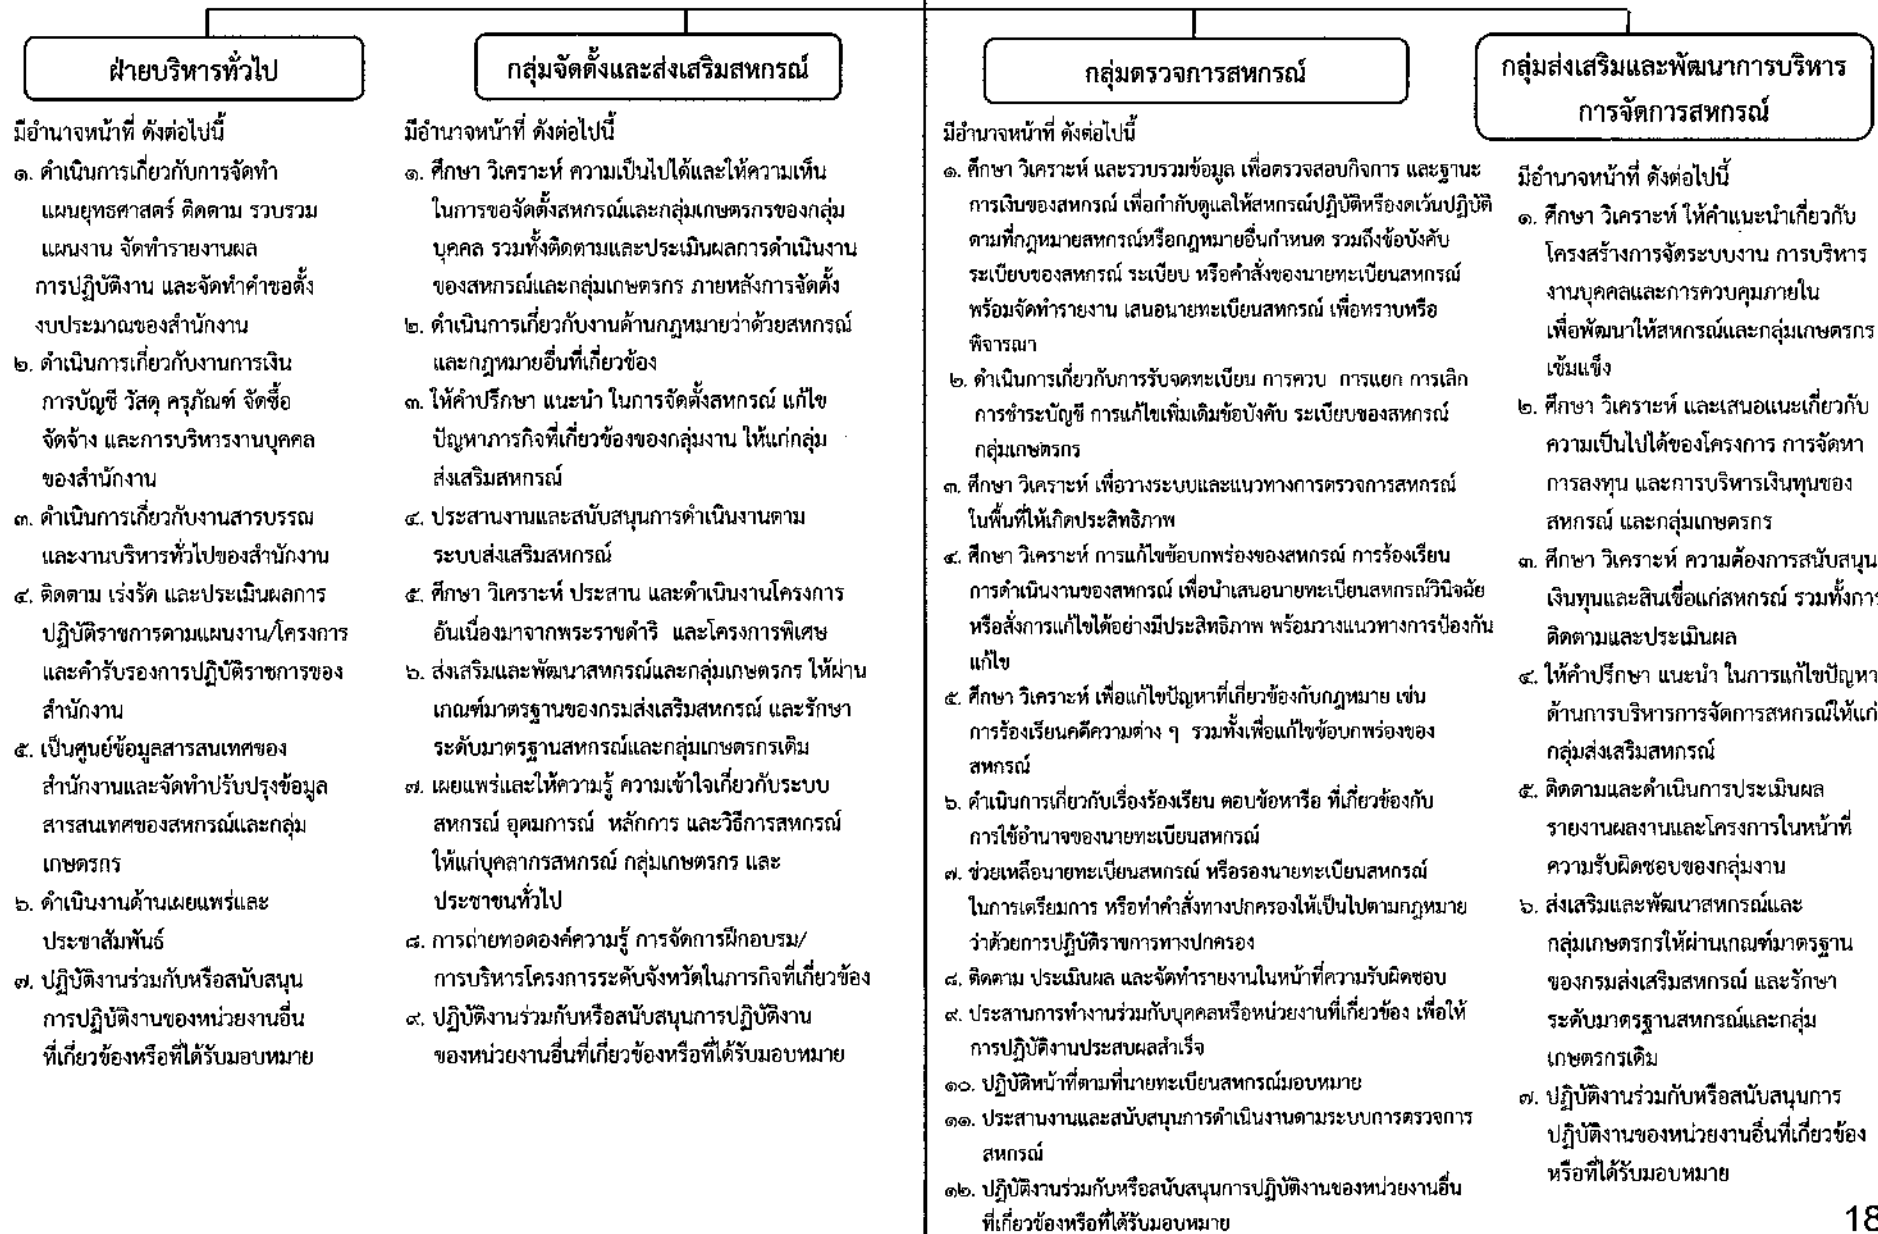 ฝ่ายบริหารทั่วไป
มีอำนาจหน้าที่ ดังต่อไปนี้
๑. ดำเนินการเกี่ยวกับการจัดทำ
แผนยุทธศาสตร์ ติดตาม รวบรวม
แผนงาน จัดทำรายงานผล
การปฏิบัติงาน และจัดทำคำขอตั้ง
งบประมาณของสำนักงาน
๒. ดำเนินการเกี่ยวกับงานการเงิน
การบัญชี วัสดุ ครุภัณฑ์ จัดซื้อ
จัดจ้าง และการบริหารงานบุคคล
ของสำนักงาน
๓. ดำเนินการเกี่ยวกับงานสารบรรณ
และงานบริหารทั่วไปของสำนักงาน
๔. ติดตาม เร่งรัด และประเมินผลการ
ปฏิบัติราชการตามแผนงาน/โครงการ
และคำรับรองการปฏิบัติราชการของ
สำนักงาน
๕. เป็นศูนย์ข้อมูลสารสนเทศของ
สำนักงานและจัดทำปรับปรุงข้อมูล
สารสนเทศของสหกรณ์และกลุ่ม
เกษตรกร
๖. ดำเนินงานด้านเผยแพร่และ
ประชาสัมพันธ์
๗. ปฏิบัติงานร่วมกับหรือสนับสนุน
การปฏิบัติงานของหน่วยงานอื่น
ที่เกี่ยวข้องหรือที่ได้รับมอบหมาย
กลุ่มจัดตั้งและส่งเสริมสหกรณ์
มีอำนาจหน้าที่ ดังต่อไปนี้
๑. ศึกษา วิเคราะห์ ความเป็นไปได้และให้ความเห็น
ในการขอจัดตั้งสหกรณ์และกลุ่มเกษตรกรของกลุ่ม
บุคคล รวมทั้งติดตามและประเมินผลการดำเนินงาน
ของสหกรณ์และกลุ่มเกษตรกร ภายหลังการจัดตั้ง
๒. ดำเนินการเกี่ยวกับงานด้านกฎหมายว่าด้วยสหกรณ์
และกฎหมายอื่นที่เกี่ยวข้อง
๓. ให้คำปรึกษา แนะนำ ในการจัดตั้งสหกรณ์ แก้ไข
ปัญหาภารกิจที่เกี่ยวข้องของกลุ่มงาน ให้แก่กลุ่ม
ส่งเสริมสหกรณ์
๔. ประสานงานและสนับสนุนการดำเนินงานตาม
ระบบส่งเสริมสหกรณ์
๕. ศึกษา วิเคราะห์ ประสาน และดำเนินงานโครงการ
อันเนื่องมาจากพระราชดำริ และโครงการพิเศษ
๖. ส่งเสริมและพัฒนาสหกรณ์และกลุ่มเกษตรกร ให้ผ่าน
เกณฑ์มาตรฐานของกรมส่งเสริมสหกรณ์ และรักษา
ระดับมาตรฐานสหกรณ์และกลุ่มเกษตรกรเดิม
๗. เผยแพร่และให้ความรู้ ความเข้าใจเกี่ยวกับระบบ
สหกรณ์ อุดมการณ์ หลักการ และวิธีการสหกรณ์
ให้แก่บุคลากรสหกรณ์ กลุ่มเกษตรกร และ
ประชาชนทั่วไป
๘. การถ่ายทอดองค์ความรู้ การจัดการฝึกอบรม/
การบริหารโครงการระดับจังหวัดในภารกิจที่เกี่ยวข้อง
๙. ปฏิบัติงานร่วมกับหรือสนับสนุนการปฏิบัติงาน
ของหน่วยงานอื่นที่เกี่ยวข้องหรือที่ได้รับมอบหมาย
กลุ่มตรวจการสหกรณ์
มีอำนาจหน้าที่ ดังต่อไปนี้
๑. ศึกษา วิเคราะห์ และรวบรวมข้อมูล เพื่อตรวจสอบกิจการ และฐานะ
การเงินของสหกรณ์ เพื่อกำกับดูแลให้สหกรณ์ปฏิบัติหรืองดเว้นปฏิบัติ
ตามที่กฎหมายสหกรณ์หรือกฎหมายอื่นกำหนด รวมถึงข้อบังคับ
ระเบียบของสหกรณ์ ระเบียบ หรือคำสั่งของนายทะเบียนสหกรณ์
พร้อมจัดทำรายงาน เสนอนายทะเบียนสหกรณ์ เพื่อทราบหรือ
พิจารณา
๒. ดำเนินการเกี่ยวกับการรับจดทะเบียน การควบ การแยก การเลิก
การชำระบัญชี การแก้ไขเพิ่มเติมข้อบังคับ ระเบียบของสหกรณ์
กลุ่มเกษตรกร
๓. ศึกษา วิเคราะห์ เพื่อวางระบบและแนวทางการตรวจการสหกรณ์
ในพื้นที่ให้เกิดประสิทธิภาพ
๔. ศึกษา วิเคราะห์ การแก้ไขข้อบกพร่องของสหกรณ์ การร้องเรียน
การดำเนินงานของสหกรณ์ เพื่อนำเสนอนายทะเบียนสหกรณ์วินิจฉัย
หรือสั่งการแก้ไขได้อย่างมีประสิทธิภาพ พร้อมวางแนวทางการป้องกัน
แก้ไข
๕. ศึกษา วิเคราะห์ เพื่อแก้ไขปัญหาที่เกี่ยวข้องกับกฎหมาย เช่น
การร้องเรียนคดีความต่าง ๆ รวมทั้งเพื่อแก้ไขข้อบกพร่องของ
สหกรณ์
๖. ดำเนินการเกี่ยวกับเรื่องร้องเรียน ตอบข้อหารือ ที่เกี่ยวข้องกับ
การใช้อำนาจของนายทะเบียนสหกรณ์
๗. ช่วยเหลือนายทะเบียนสหกรณ์ หรือรองนายทะเบียนสหกรณ์
ในการเตรียมการ หรือทำคำสั่งทางปกครองให้เป็นไปตามกฎหมาย
ว่าด้วยการปฏิบัติราชการทางปกครอง
๘. ติดตาม ประเมินผล และจัดทำรายงานในหน้าที่ความรับผิดชอบ
๙. ประสานการทำงานร่วมกับบุคคลหรือหน่วยงานที่เกี่ยวข้อง เพื่อให้
การปฏิบัติงานประสบผลสำเร็จ
๑๐. ปฏิบัติหน้าที่ตามที่นายทะเบียนสหกรณ์มอบหมาย
๑๑. ประสานงานและสนับสนุนการดำเนินงานตามระบบการตรวจการ
สหกรณ์
๑๒. ปฏิบัติงานร่วมกับหรือสนับสนุนการปฏิบัติงานของหน่วยงานอื่น
ที่เกี่ยวข้องหรือที่ได้รับมอบหมาย
กลุ่มส่งเสริมและพัฒนาการบริหาร
การจัดการสหกรณ์
มีอำนาจหน้าที่ ดังต่อไปนี้
๑. ศึกษา วิเคราะห์ ให้คำแนะนำเกี่ยวกับ
โครงสร้างการจัดระบบงาน การบริหาร
งานบุคคลและการควบคุมภายใน
เพื่อพัฒนาให้สหกรณ์และกลุ่มเกษตรกร
เข้มแข็ง
๒. ศึกษา วิเคราะห์ และเสนอแนะเกี่ยวกับ
ความเป็นไปได้ของโครงการ การจัดหา
การลงทุน และการบริหารเงินทุนของ
สหกรณ์ และกลุ่มเกษตรกร
๓. ศึกษา วิเคราะห์ ความต้องการสนับสนุน
เงินทุนและสินเชื่อแก่สหกรณ์ รวมทั้งการ
ติดตามและประเมินผล
๔. ให้คำปรึกษา แนะนำ ในการแก้ไขปัญหา
ด้านการบริหารการจัดการสหกรณ์ให้แก่
กลุ่มส่งเสริมสหกรณ์
๕. ติดตามและดำเนินการประเมินผล
รายงานผลงานและโครงการในหน้าที่
ความรับผิดชอบของกลุ่มงาน
๖. ส่งเสริมและพัฒนาสหกรณ์และ
กลุ่มเกษตรกรให้ผ่านเกณฑ์มาตรฐาน
ของกรมส่งเสริมสหกรณ์ และรักษา
ระดับมาตรฐานสหกรณ์และกลุ่ม
เกษตรกรเดิม
๗. ปฏิบัติงานร่วมกับหรือสนับสนุนการ
ปฏิบัติงานของหน่วยงานอื่นที่เกี่ยวข้อง
หรือที่ได้รับมอบหมาย
18